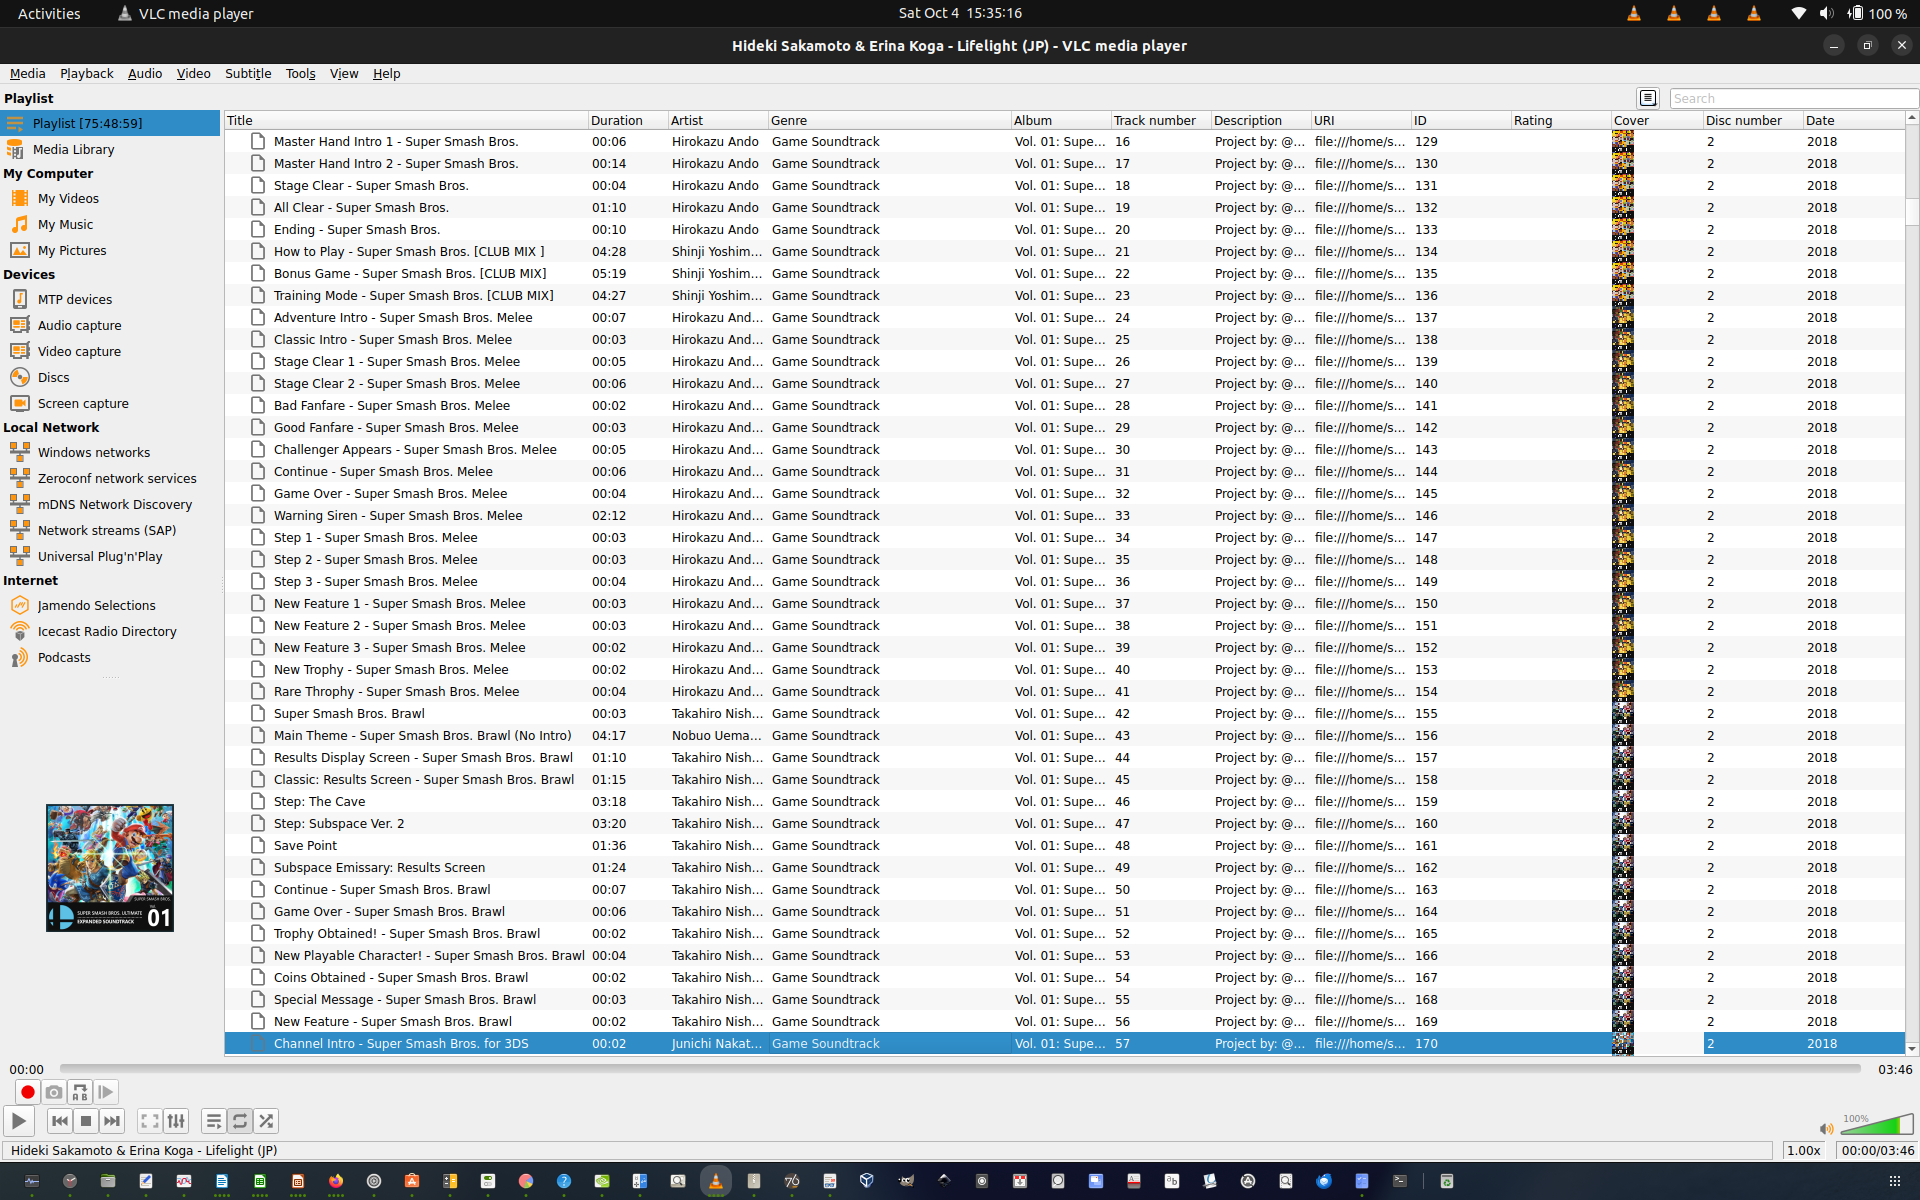 Activities VLC media player Sat Oct 4 15:35:16 100 %
Hideki Sakamoto & Erina Koga - Lifelight (JP) - VLC media player
Media Playback Audio Video Subtitle Tools View Help
Playlist
Search
Playlist [75:48:59]
Media Library
My Computer
My Videos
My Music
My Pictures
Devices
MTP devices
Audio capture
Video capture
Discs
Screen capture
Local Network
Windows networks
Zeroconf network services
mDNS Network Discovery
Network streams (SAP)
Universal Plug'n'Play
Internet
Jamendo Selections
Icecast Radio Directory
Podcasts
SUPER SMASH BROS. ULTIMATE
EXPANDED SOUNDTRACK
01
Title Duration Artist Genre Album Track number Description URI ID Rating Cover Disc number Date
Master Hand Intro 1 - Super Smash Bros. 00:06 Hirokazu Ando Game Soundtrack Vol. 01: Supe... 16 Project by: @... file:///home/s... 129 2 2018
Master Hand Intro 2 - Super Smash Bros. 00:14 Hirokazu Ando Game Soundtrack Vol. 01: Supe... 17 Project by: @... file:///home/s... 130 2 2018
Stage Clear - Super Smash Bros. 00:04 Hirokazu Ando Game Soundtrack Vol. 01: Supe... 18 Project by: @... file:///home/s... 131 2 2018
All Clear - Super Smash Bros. 01:10 Hirokazu Ando Game Soundtrack Vol. 01: Supe... 19 Project by: @... file:///home/s... 132 2 2018
Ending - Super Smash Bros. 00:10 Hirokazu Ando Game Soundtrack Vol. 01: Supe... 20 Project by: @... file:///home/s... 133 2 2018
How to Play - Super Smash Bros. [CLUB MIX ] 04:28 Shinji Yoshim... Game Soundtrack Vol. 01: Supe... 21 Project by: @... file:///home/s... 134 2 2018
Bonus Game - Super Smash Bros. [CLUB MIX] 05:19 Shinji Yoshim... Game Soundtrack Vol. 01: Supe... 22 Project by: @... file:///home/s... 135 2 2018
Training Mode - Super Smash Bros. [CLUB MIX] 04:27 Shinji Yoshim... Game Soundtrack Vol. 01: Supe... 23 Project by: @... file:///home/s... 136 2 2018
Adventure Intro - Super Smash Bros. Melee 00:07 Hirokazu And... Game Soundtrack Vol. 01: Supe... 24 Project by: @... file:///home/s... 137 2 2018
Classic Intro - Super Smash Bros. Melee 00:03 Hirokazu And... Game Soundtrack Vol. 01: Supe... 25 Project by: @... file:///home/s... 138 2 2018
Stage Clear 1 - Super Smash Bros. Melee 00:05 Hirokazu And... Game Soundtrack Vol. 01: Supe... 26 Project by: @... file:///home/s... 139 2 2018
Stage Clear 2 - Super Smash Bros. Melee 00:06 Hirokazu And... Game Soundtrack Vol. 01: Supe... 27 Project by: @... file:///home/s... 140 2 2018
Bad Fanfare - Super Smash Bros. Melee 00:02 Hirokazu And... Game Soundtrack Vol. 01: Supe... 28 Project by: @... file:///home/s... 141 2 2018
Good Fanfare - Super Smash Bros. Melee 00:03 Hirokazu And... Game Soundtrack Vol. 01: Supe... 29 Project by: @... file:///home/s... 142 2 2018
Challenger Appears - Super Smash Bros. Melee 00:05 Hirokazu And... Game Soundtrack Vol. 01: Supe... 30 Project by: @... file:///home/s... 143 2 2018
Continue - Super Smash Bros. Melee 00:06 Hirokazu And... Game Soundtrack Vol. 01: Supe... 31 Project by: @... file:///home/s... 144 2 2018
Game Over - Super Smash Bros. Melee 00:04 Hirokazu And... Game Soundtrack Vol. 01: Supe... 32 Project by: @... file:///home/s... 145 2 2018
Warning Siren - Super Smash Bros. Melee 02:12 Hirokazu And... Game Soundtrack Vol. 01: Supe... 33 Project by: @... file:///home/s... 146 2 2018
Step 1 - Super Smash Bros. Melee 00:03 Hirokazu And... Game Soundtrack Vol. 01: Supe... 34 Project by: @... file:///home/s... 147 2 2018
Step 2 - Super Smash Bros. Melee 00:03 Hirokazu And... Game Soundtrack Vol. 01: Supe... 35 Project by: @... file:///home/s... 148 2 2018
Step 3 - Super Smash Bros. Melee 00:04 Hirokazu And... Game Soundtrack Vol. 01: Supe... 36 Project by: @... file:///home/s... 149 2 2018
New Feature 1 - Super Smash Bros. Melee 00:03 Hirokazu And... Game Soundtrack Vol. 01: Supe... 37 Project by: @... file:///home/s... 150 2 2018
New Feature 2 - Super Smash Bros. Melee 00:03 Hirokazu And... Game Soundtrack Vol. 01: Supe... 38 Project by: @... file:///home/s... 151 2 2018
New Feature 3 - Super Smash Bros. Melee 00:02 Hirokazu And... Game Soundtrack Vol. 01: Supe... 39 Project by: @... file:///home/s... 152 2 2018
New Trophy - Super Smash Bros. Melee 00:02 Hirokazu And... Game Soundtrack Vol. 01: Supe... 40 Project by: @... file:///home/s... 153 2 2018
Rare Throphy - Super Smash Bros. Melee 00:04 Hirokazu And... Game Soundtrack Vol. 01: Supe... 41 Project by: @... file:///home/s... 154 2 2018
Super Smash Bros. Brawl 00:03 Takahiro Nish... Game Soundtrack Vol. 01: Supe... 42 Project by: @... file:///home/s... 155 2 2018
Main Theme - Super Smash Bros. Brawl (No Intro) 04:17 Nobuo Uema... Game Soundtrack Vol. 01: Supe... 43 Project by: @... file:///home/s... 156 2 2018
Results Display Screen - Super Smash Bros. Brawl 01:10 Takahiro Nish... Game Soundtrack Vol. 01: Supe... 44 Project by: @... file:///home/s... 157 2 2018
Classic: Results Screen - Super Smash Bros. Brawl 01:15 Takahiro Nish... Game Soundtrack Vol. 01: Supe... 45 Project by: @... file:///home/s... 158 2 2018
Step: The Cave 03:18 Takahiro Nish... Game Soundtrack Vol. 01: Supe... 46 Project by: @... file:///home/s... 159 2 2018
Step: Subspace Ver. 2 03:20 Takahiro Nish... Game Soundtrack Vol. 01: Supe... 47 Project by: @... file:///home/s... 160 2 2018
Save Point 01:36 Takahiro Nish... Game Soundtrack Vol. 01: Supe... 48 Project by: @... file:///home/s... 161 2 2018
Subspace Emissary: Results Screen 01:24 Takahiro Nish... Game Soundtrack Vol. 01: Supe... 49 Project by: @... file:///home/s... 162 2 2018
Continue - Super Smash Bros. Brawl 00:07 Takahiro Nish... Game Soundtrack Vol. 01: Supe... 50 Project by: @... file:///home/s... 163 2 2018
Game Over - Super Smash Bros. Brawl 00:06 Takahiro Nish... Game Soundtrack Vol. 01: Supe... 51 Project by: @... file:///home/s... 164 2 2018
Trophy Obtained! - Super Smash Bros. Brawl 00:02 Takahiro Nish... Game Soundtrack Vol. 01: Supe... 52 Project by: @... file:///home/s... 165 2 2018
New Playable Character! - Super Smash Bros. Brawl 00:04 Takahiro Nish... Game Soundtrack Vol. 01: Supe... 53 Project by: @... file:///home/s... 166 2 2018
Coins Obtained - Super Smash Bros. Brawl 00:02 Takahiro Nish... Game Soundtrack Vol. 01: Supe... 54 Project by: @... file:///home/s... 167 2 2018
Special Message - Super Smash Bros. Brawl 00:03 Takahiro Nish... Game Soundtrack Vol. 01: Supe... 55 Project by: @... file:///home/s... 168 2 2018
New Feature - Super Smash Bros. Brawl 00:02 Takahiro Nish... Game Soundtrack Vol. 01: Supe... 56 Project by: @... file:///home/s... 169 2 2018
Channel Intro - Super Smash Bros. for 3DS 00:02 Junichi Nakat... Game Soundtrack Vol. 01: Supe... 57 Project by: @... file:///home/s... 170 2 2018
00:00 03:46
100%
Hideki Sakamoto & Erina Koga - Lifelight (JP) 1.00x 00:00/03:46